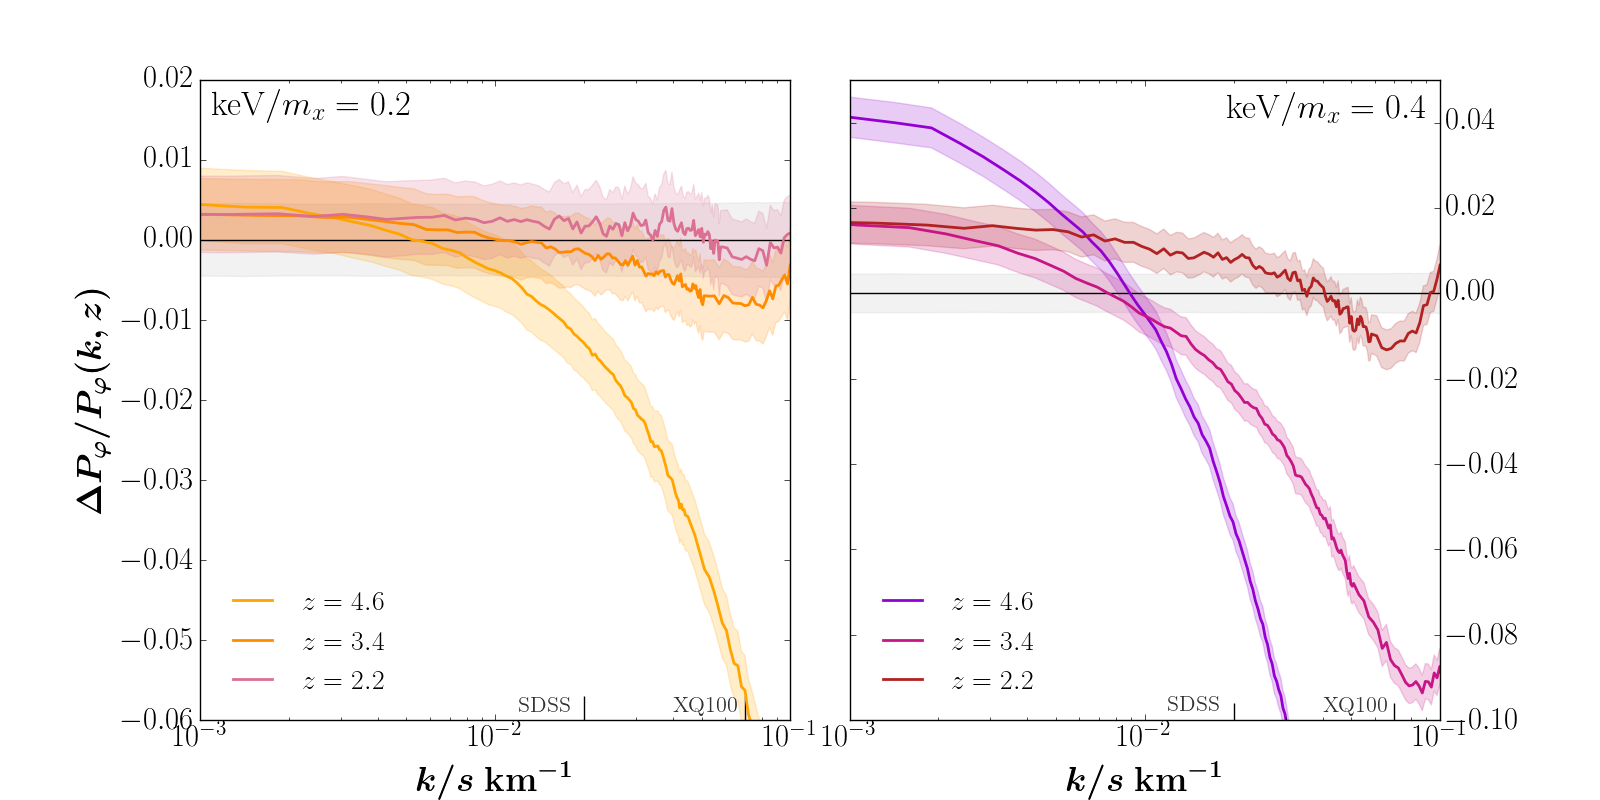 keV/mₓ = 0.2
ΔP_φ/P_φ(k, z)
0.02
0.01
0.00
−0.01
−0.02
−0.03
−0.04
−0.05
−0.06
z = 4.6
z = 3.4
z = 2.2
SDSS XQ100
10⁻³ 10⁻² 10⁻¹
k/s km⁻¹
keV/mₓ = 0.4
0.04
0.02
0.00
−0.02
−0.04
−0.06
−0.08
−0.10
z = 4.6
z = 3.4
z = 2.2
SDSS XQ100
10⁻³ 10⁻² 10⁻¹
k/s km⁻¹